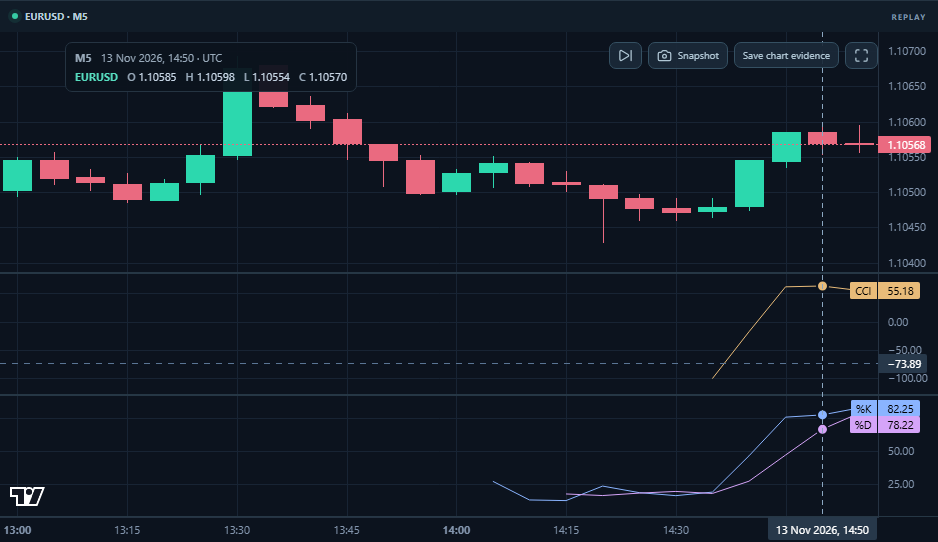 EURUSD · M5
REPLAY
M5 13 Nov 2026, 14:50 · UTC
EURUSD O 1.10585 H 1.10598 L 1.10554 C 1.10570
Snapshot
Save chart evidence
1.10700
1.10650
1.10600
1.10568
1.10550
1.10500
1.10450
1.10400
CCI 55.18
0.00
−50.00
−73.89
−100.00
%K 82.25
%D 78.22
50.00
25.00
13:00 13:15 13:30 13:45 14:00 14:15 14:30 13 Nov 2026, 14:50